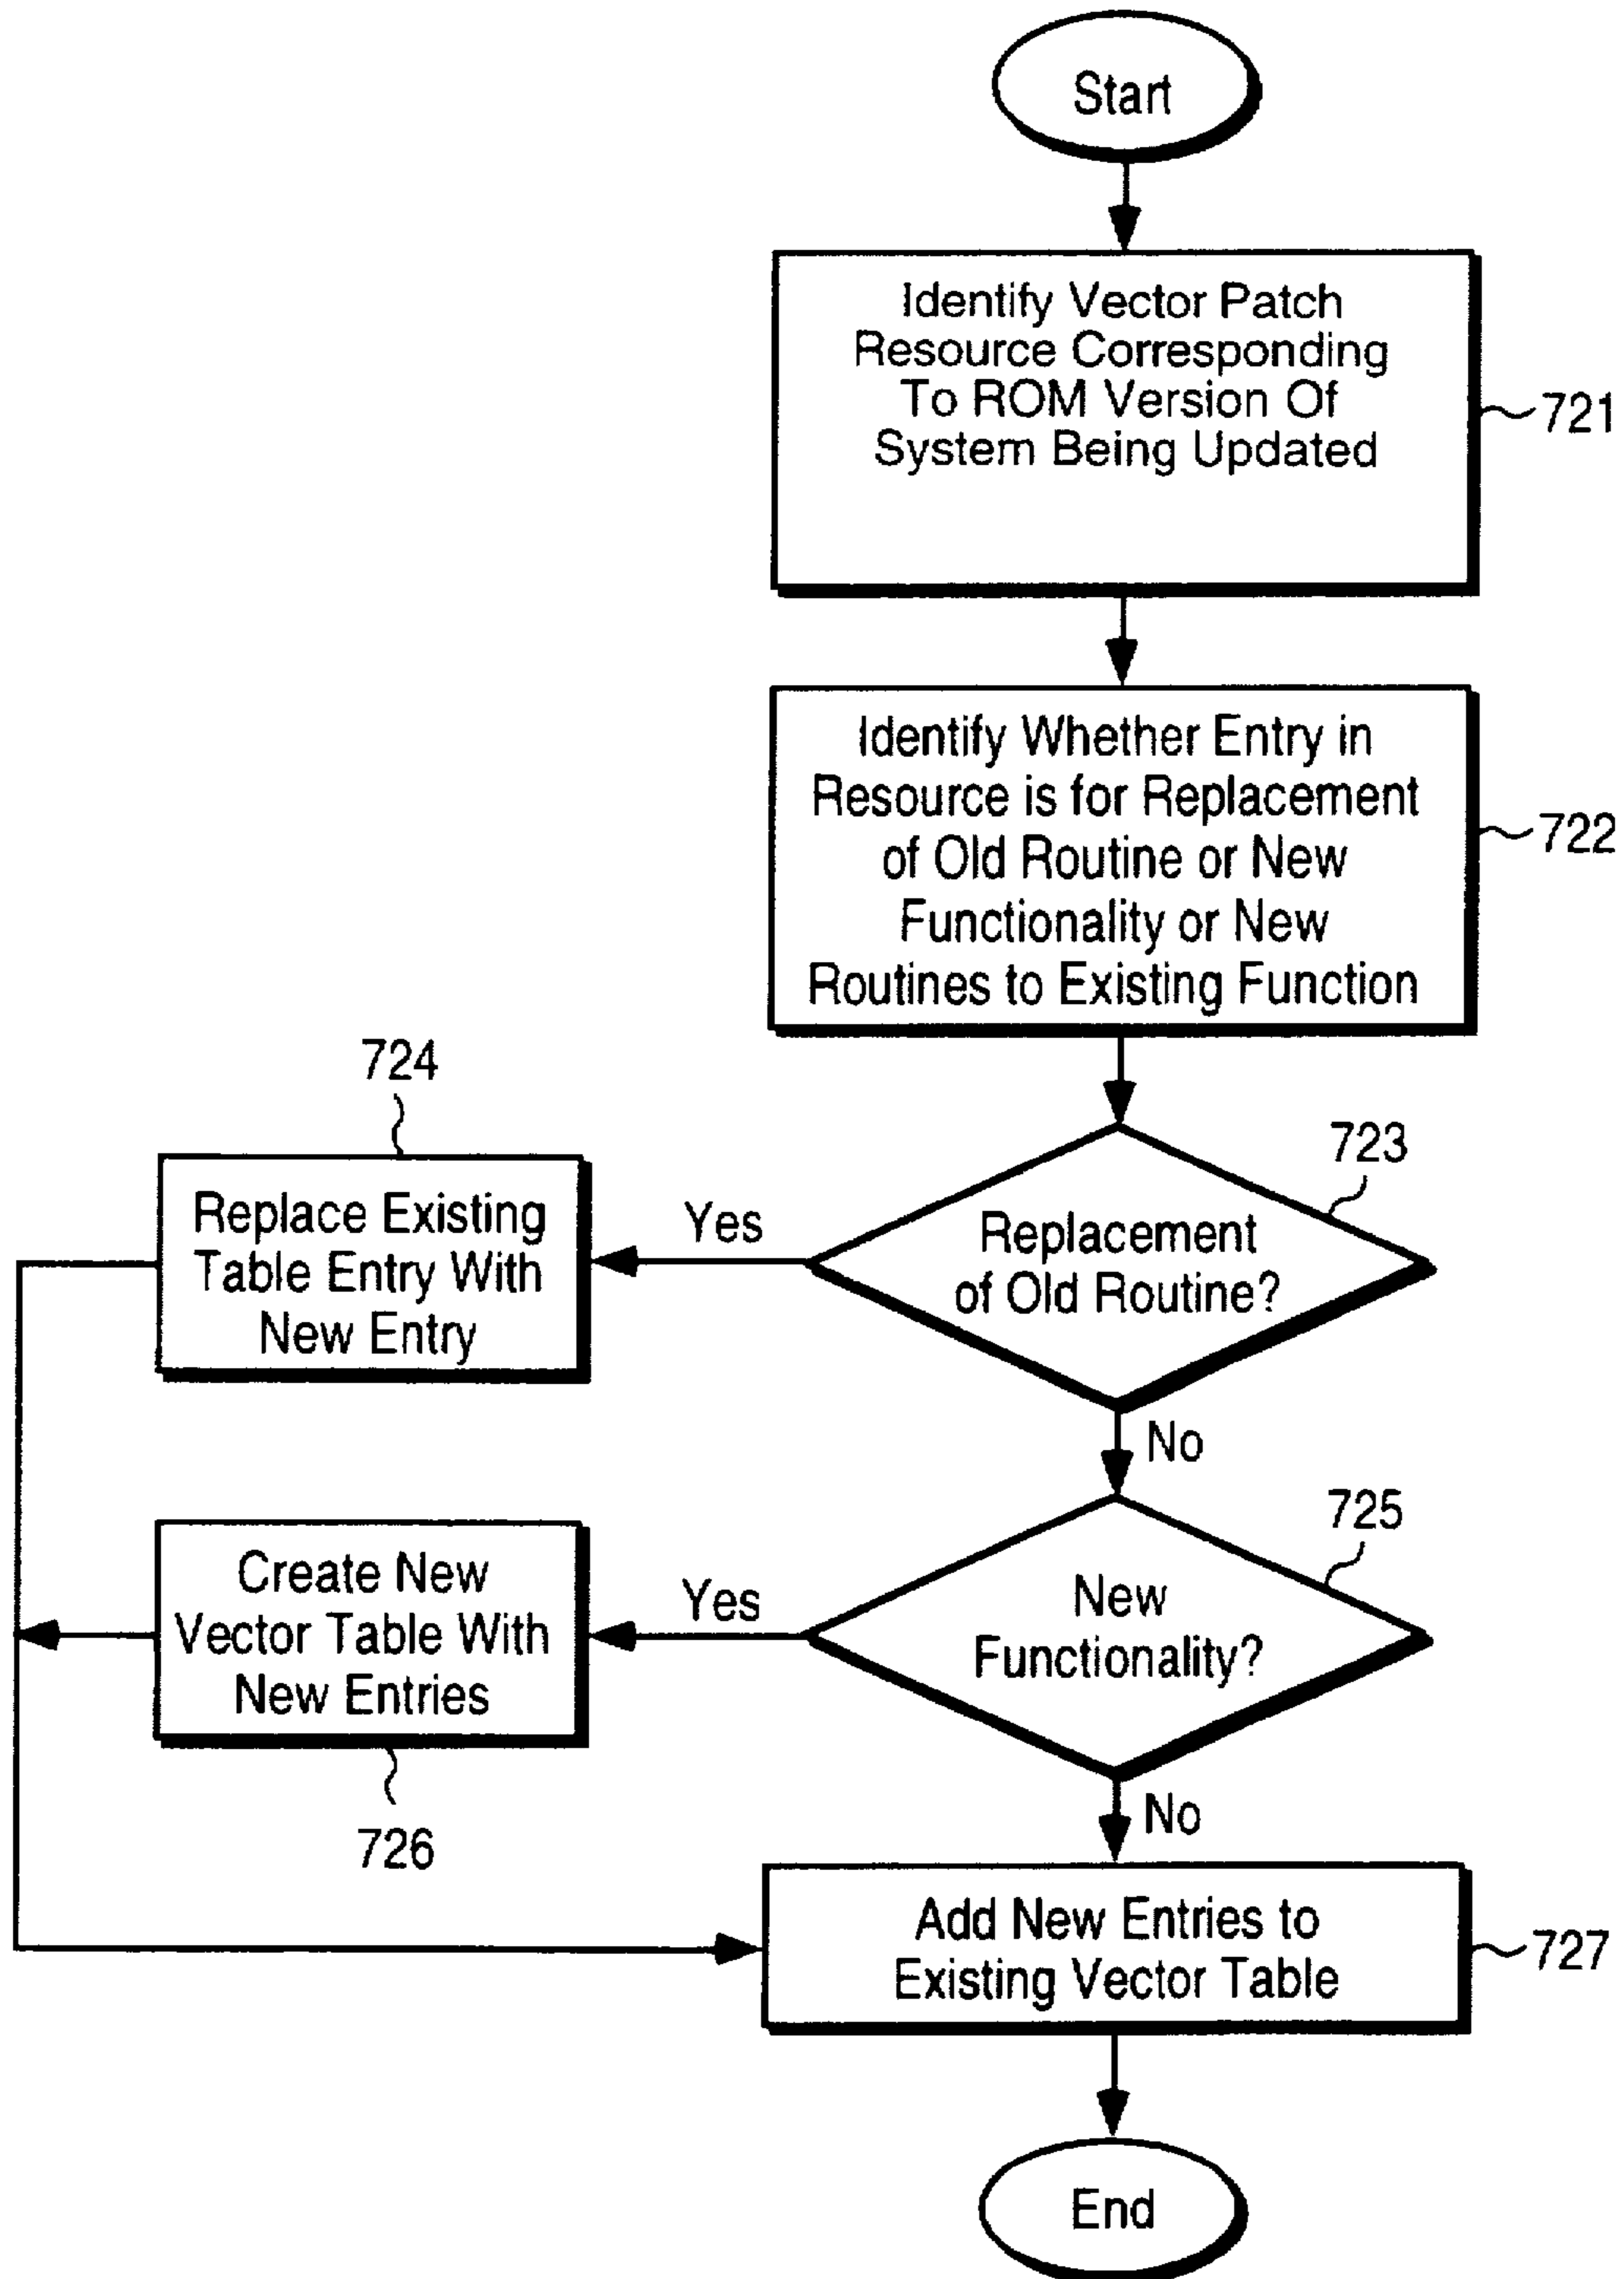 Start
Identify Vector Patch
Resource Corresponding
To ROM Version Of
System Being Updated
721
Identify Whether Entry in
Resource is for Replacement
of Old Routine or New
Functionality or New
Routines to Existing Function
722
723
Replacement
of Old Routine?
Yes
724
Replace Existing
Table Entry With
New Entry
No
725
New
Functionality?
Yes
Create New
Vector Table With
New Entries
726
No
Add New Entries to
Existing Vector Table
727
End